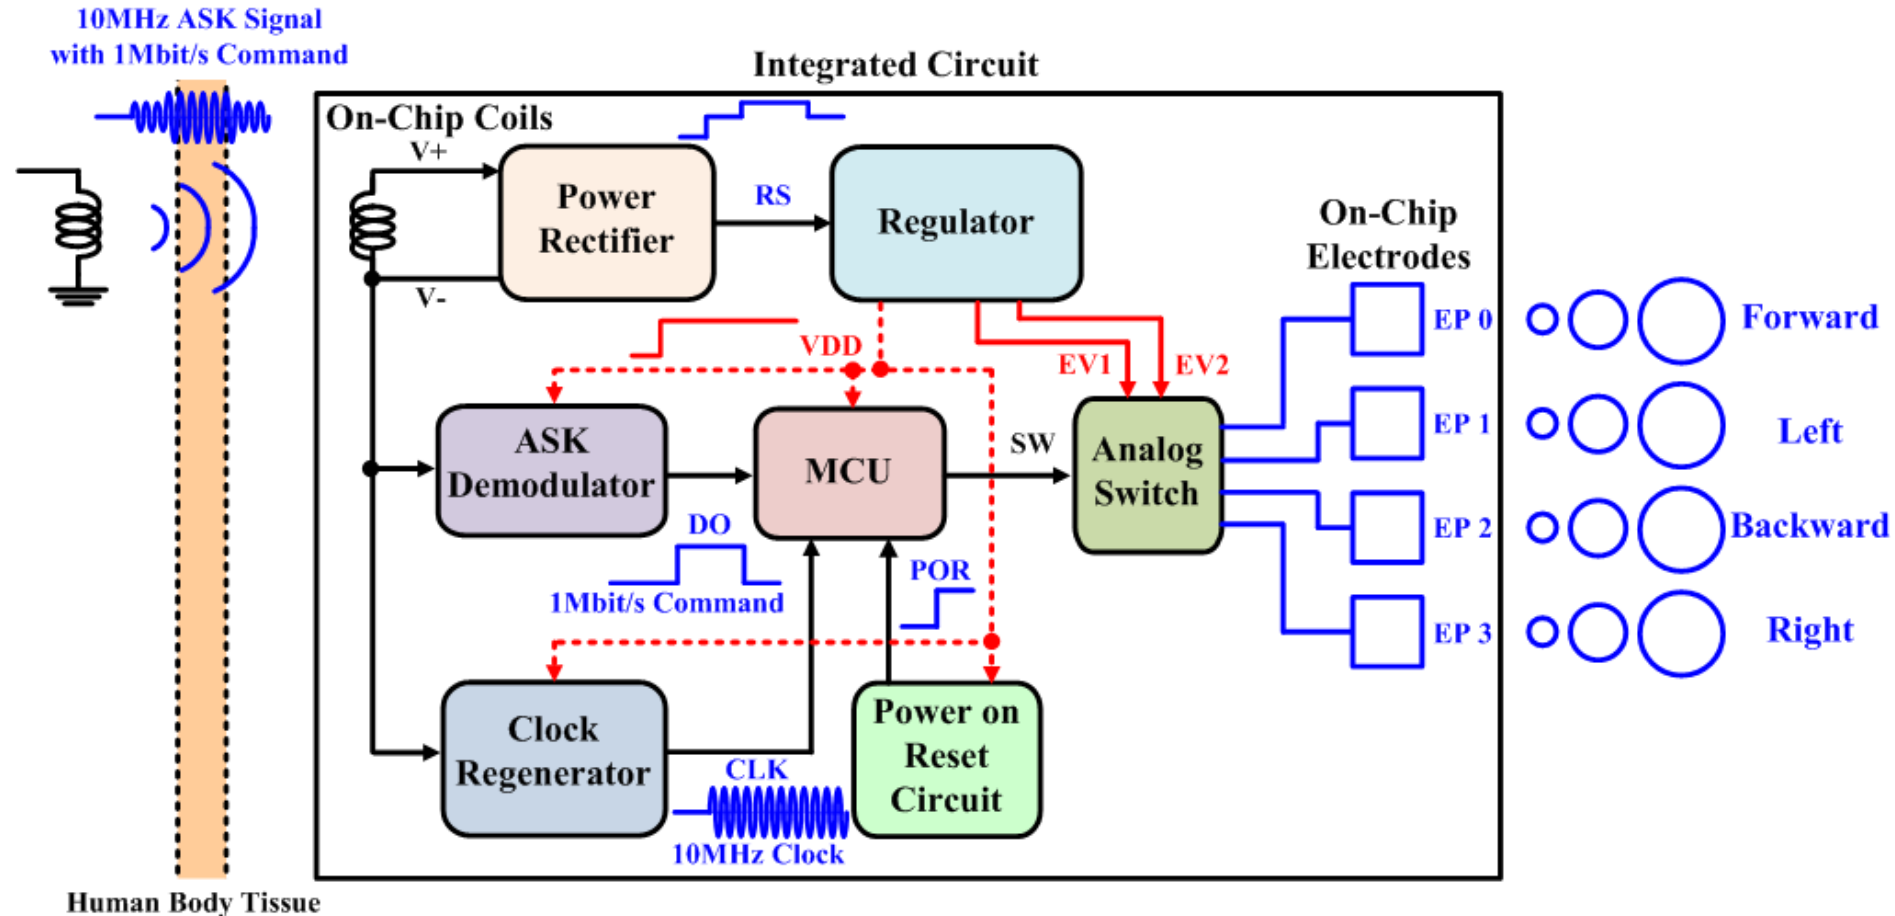 10MHz ASK Signal
with 1Mbit/s Command
Integrated Circuit
On-Chip Coils
V+
Power
Rectifier
RS
Regulator
On-Chip
Electrodes
V-
VDD
EV1
EV2
EP 0
Forward
EP 1
Left
ASK
Demodulator
MCU
SW
Analog
Switch
EP 2
Backward
DO
1Mbit/s Command
POR
EP 3
Right
Clock
Regenerator
CLK
10MHz Clock
Power on
Reset
Circuit
Human Body Tissue